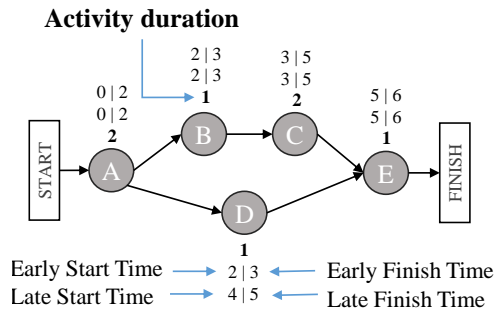 Activity duration
2 | 3
2 | 3
1
3 | 5
3 | 5
2
0 | 2
0 | 2
2
5 | 6
5 | 6
1
START
A
B
C
D
E
FINISH
1
Early Start Time
2 | 3
Early Finish Time
Late Start Time
4 | 5
Late Finish Time